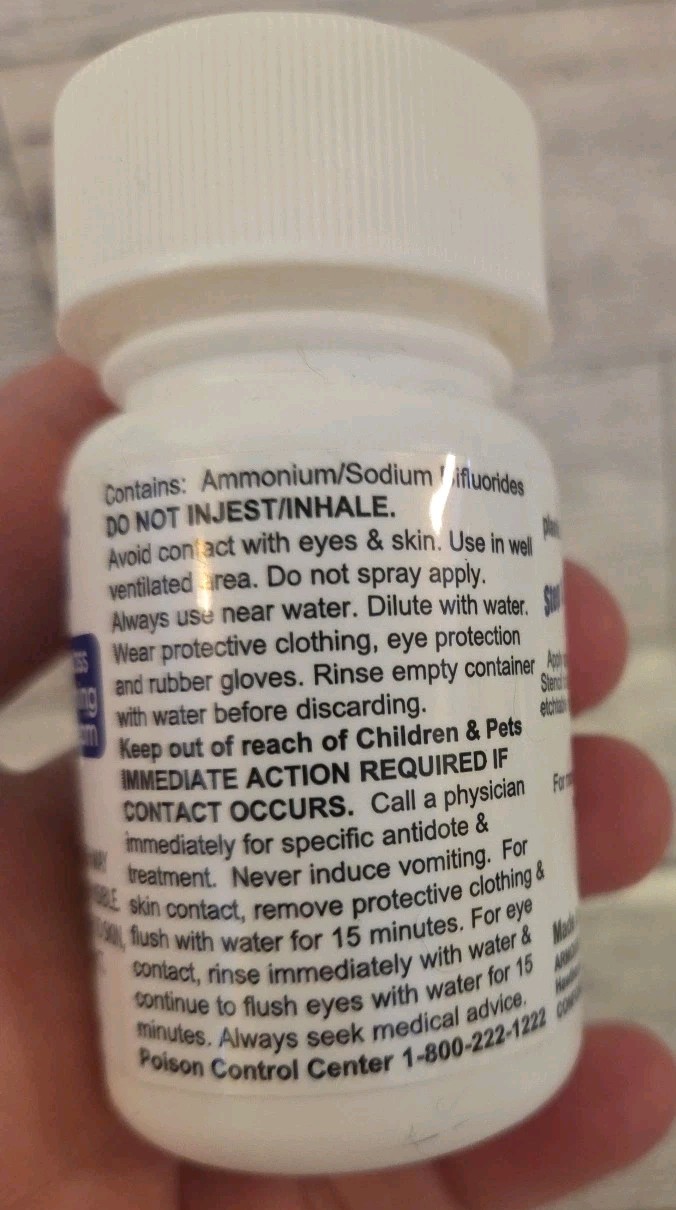 Contains: Ammonium/Sodium Bifluorides
DO NOT INJEST/INHALE.
Avoid contact with eyes & skin. Use in well
ventilated area. Do not spray apply.
Always use near water. Dilute with water.
Wear protective clothing, eye protection
and rubber gloves. Rinse empty container
with water before discarding.
Keep out of reach of Children & Pets
IMMEDIATE ACTION REQUIRED IF
CONTACT OCCURS. Call a physician
immediately for specific antidote &
treatment. Never induce vomiting. For
skin contact, remove protective clothing &
flush with water for 15 minutes. For eye
contact, rinse immediately with water &
continue to flush eyes with water for 15
minutes. Always seek medical advice.
Poison Control Center 1-800-222-1222